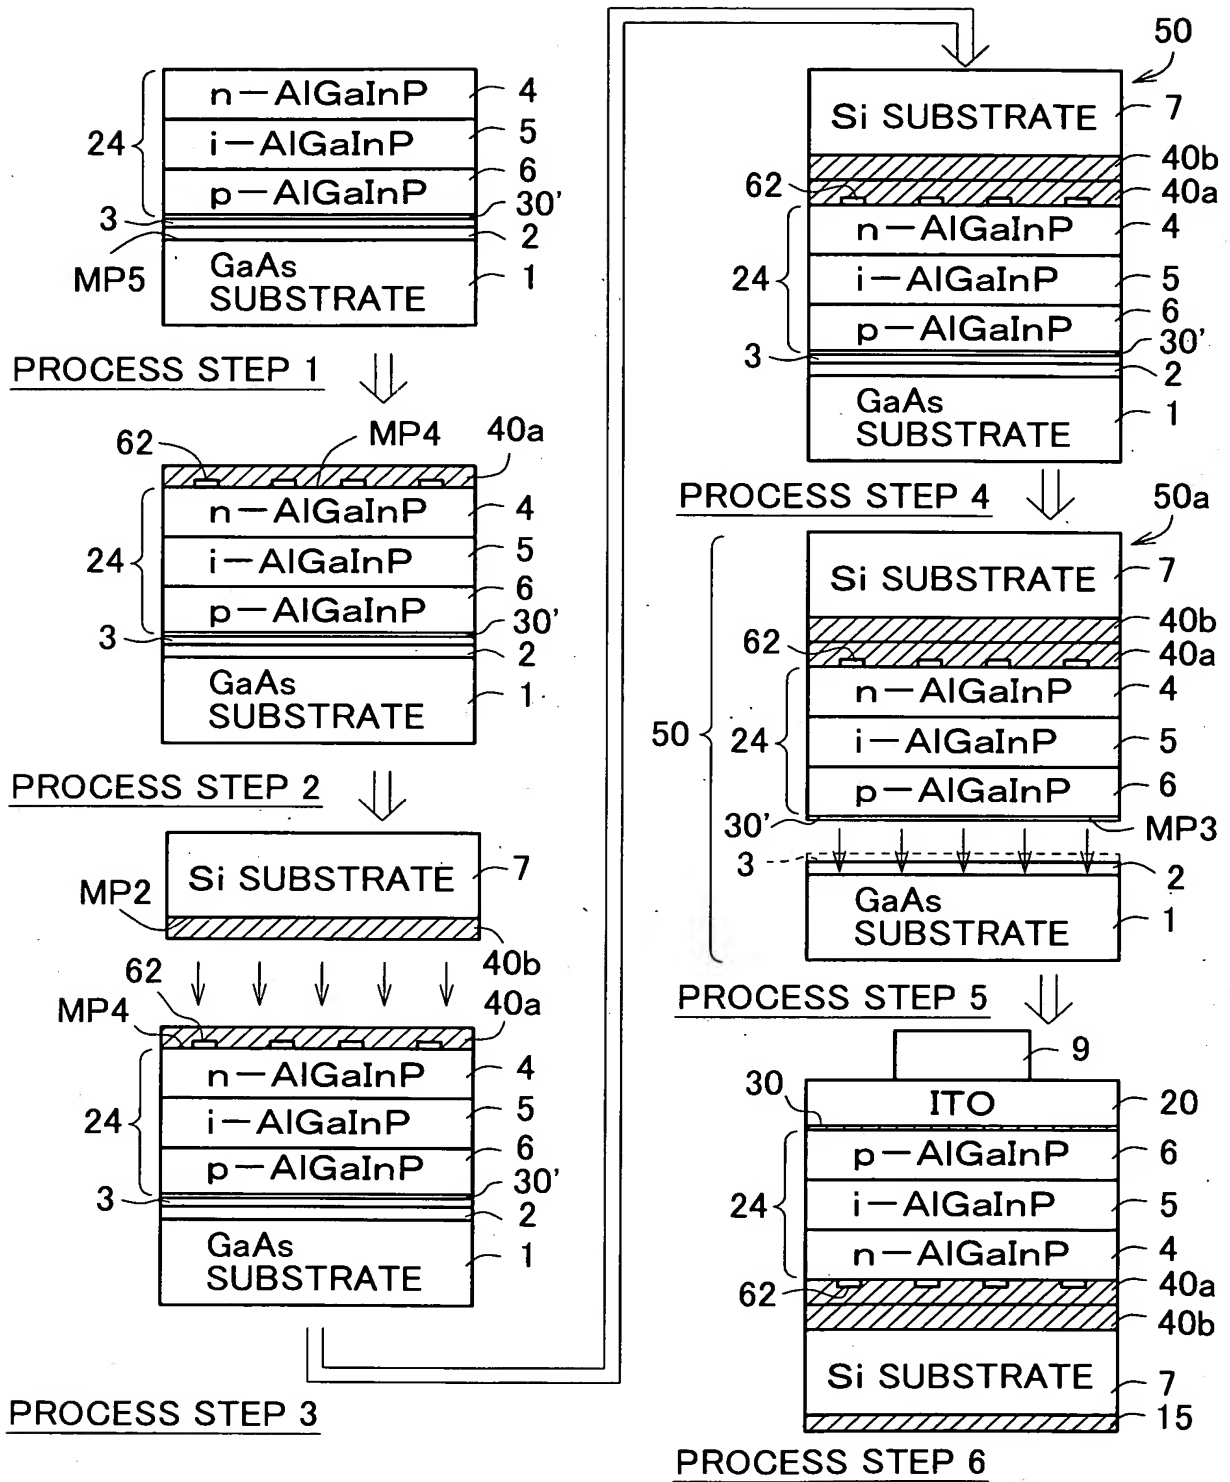 24
n-AlGaInP
4
i-AlGaInP
5
p-AlGaInP
6
30'
3
2
MP5
GaAs
SUBSTRATE
1
PROCESS STEP 1
62
MP4
40a
24
n-AlGaInP
4
i-AlGaInP
5
p-AlGaInP
6
30'
3
2
GaAs
SUBSTRATE
1
PROCESS STEP 2
Si SUBSTRATE
7
MP2
40b
62
MP4
40a
24
n-AlGaInP
4
i-AlGaInP
5
p-AlGaInP
6
30'
3
2
GaAs
SUBSTRATE
1
PROCESS STEP 3
50
Si SUBSTRATE
7
40b
62
40a
24
n-AlGaInP
4
i-AlGaInP
5
p-AlGaInP
6
30'
3
2
GaAs
SUBSTRATE
1
PROCESS STEP 4
50a
50
Si SUBSTRATE
7
40b
62
40a
24
n-AlGaInP
4
i-AlGaInP
5
p-AlGaInP
6
30'
MP3
3
2
GaAs
SUBSTRATE
1
PROCESS STEP 5
9
30
ITO
20
24
p-AlGaInP
6
i-AlGaInP
5
n-AlGaInP
4
62
40a
40b
Si SUBSTRATE
7
15
PROCESS STEP 6